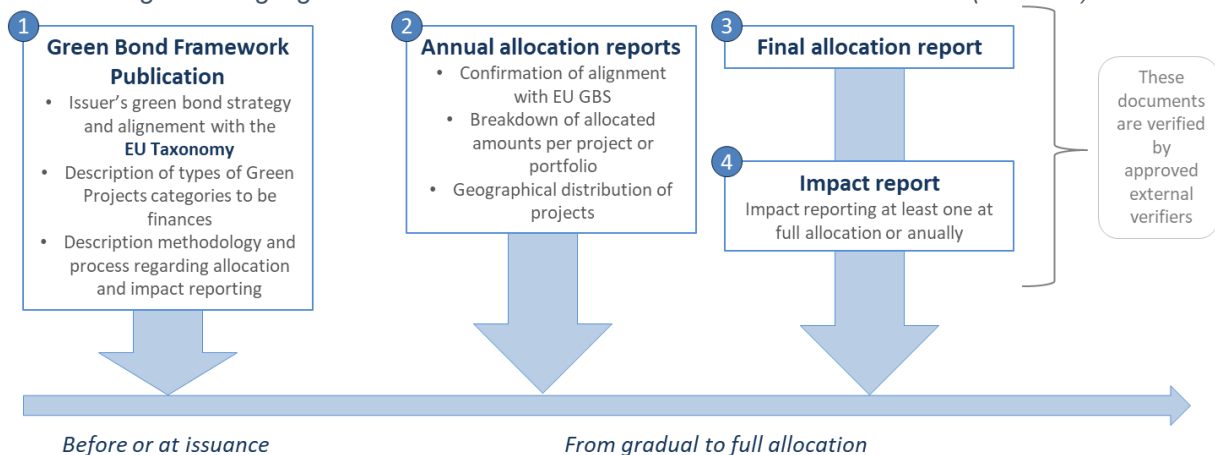 1
Green Bond Framework
Publication
• Issuer's green bond strategy
and alignement with the
EU Taxonomy
• Description of types of Green
Projects categories to be
finances
• Description methodology and
process regarding allocation
and impact reporting
2
Annual allocation reports
• Confirmation of alignment
with EU GBS
• Breakdown of allocated
amounts per project or
portfolio
• Geographical distribution of
projects
3
Final allocation report
4
Impact report
Impact reporting at least one at
full allocation or anually
These
documents
are verified
by
approved
external
verifiers
Before or at issuance
From gradual to full allocation